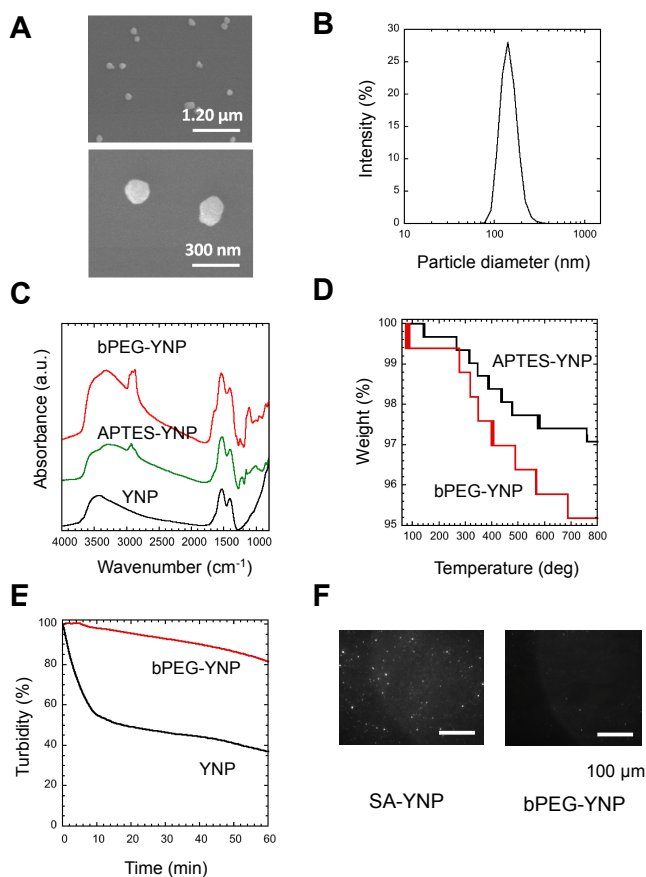 A
1.20 µm
300 nm
B
Intensity (%)
30
25
20
15
10
5
0
10
100
1000
Particle diameter (nm)
C
Absorbance (a.u.)
bPEG-YNP
APTES-YNP
YNP
4000 3500 3000 2500 2000 1500 1000
Wavenumber (cm-1)
D
Weight (%)
100
99
98
97
96
95
APTES-YNP
bPEG-YNP
100 200 300 400 500 600 700 800
Temperature (deg)
E
Turbidity (%)
100
80
60
40
20
0
bPEG-YNP
YNP
0 10 20 30 40 50 60
Time (min)
F
100 µm
SA-YNP
bPEG-YNP